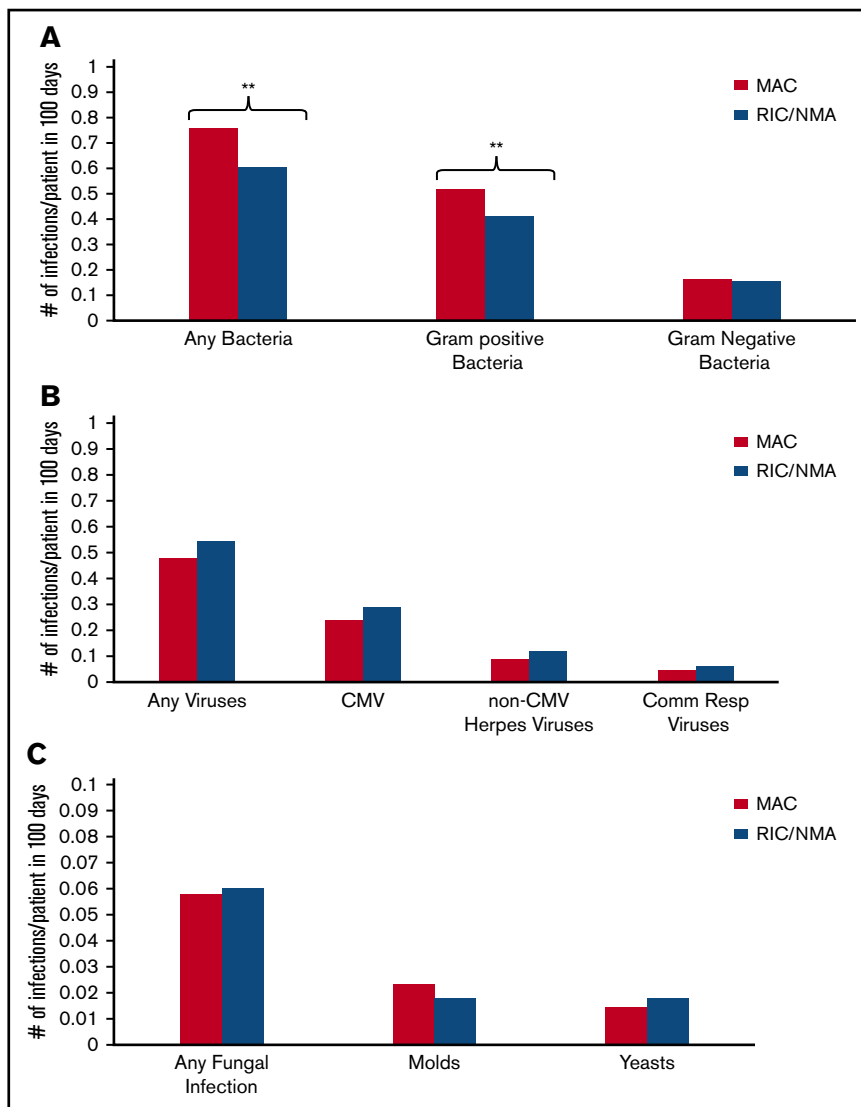 A
# of infections/patient in 100 days
1
0.9
0.8
0.7
0.6
0.5
0.4
0.3
0.2
0.1
0
**
**
MAC
RIC/NMA
Any Bacteria
Gram positive
Bacteria
Gram Negative
Bacteria
B
# of infections/patient in 100 days
1
0.9
0.8
0.7
0.6
0.5
0.4
0.3
0.2
0.1
0
MAC
RIC/NMA
Any Viruses
CMV
non-CMV
Herpes Viruses
Comm Resp
Viruses
C
# of infections/patient in 100 days
0.1
0.09
0.08
0.07
0.06
0.05
0.04
0.03
0.02
0.01
0
MAC
RIC/NMA
Any Fungal
Infection
Molds
Yeasts